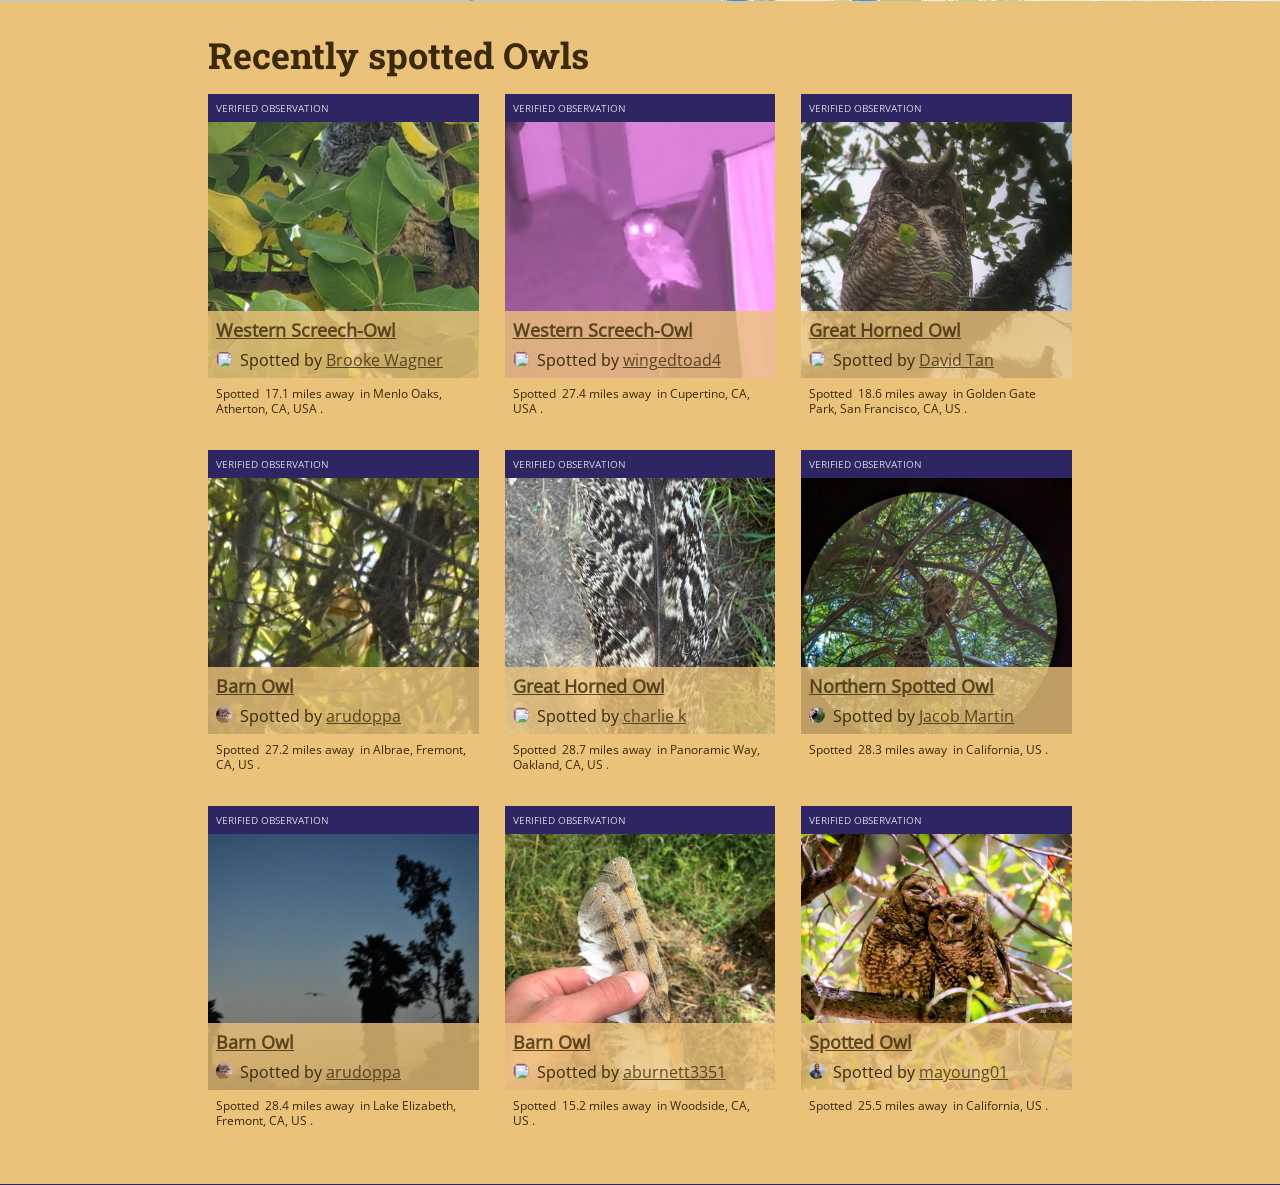 Recently spotted Owls
VERIFIED OBSERVATION
Western Screech-Owl
Spotted by Brooke Wagner
Spotted 17.1 miles away in Menlo Oaks,
Atherton, CA, USA .
VERIFIED OBSERVATION
Western Screech-Owl
Spotted by wingedtoad4
Spotted 27.4 miles away in Cupertino, CA,
USA .
VERIFIED OBSERVATION
Great Horned Owl
Spotted by David Tan
Spotted 18.6 miles away in Golden Gate
Park, San Francisco, CA, US .
VERIFIED OBSERVATION
Barn Owl
Spotted by arudoppa
Spotted 27.2 miles away in Albrae, Fremont,
CA, US .
VERIFIED OBSERVATION
Great Horned Owl
Spotted by charlie k
Spotted 28.7 miles away in Panoramic Way,
Oakland, CA, US .
VERIFIED OBSERVATION
Northern Spotted Owl
Spotted by Jacob Martin
Spotted 28.3 miles away in California, US .
VERIFIED OBSERVATION
Barn Owl
Spotted by arudoppa
Spotted 28.4 miles away in Lake Elizabeth,
Fremont, CA, US .
VERIFIED OBSERVATION
Barn Owl
Spotted by aburnett3351
Spotted 15.2 miles away in Woodside, CA,
US .
VERIFIED OBSERVATION
Spotted Owl
Spotted by mayoung01
Spotted 25.5 miles away in California, US .